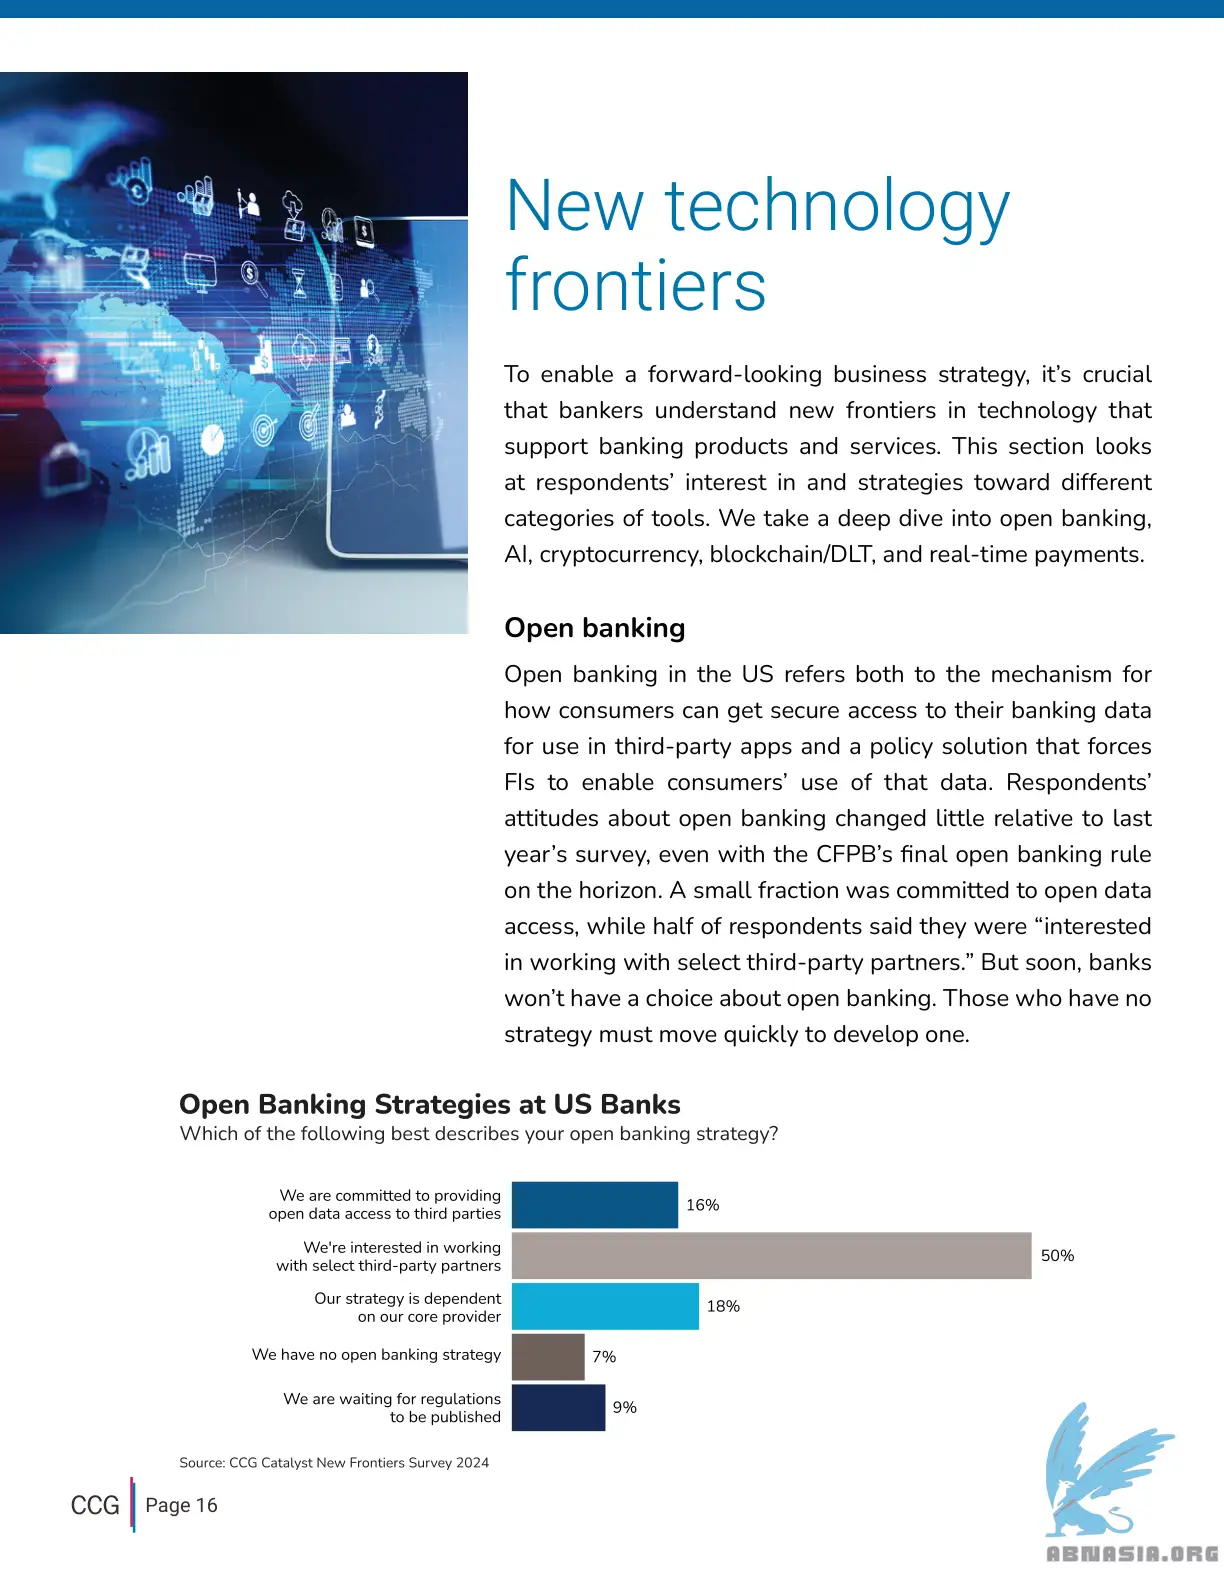 New technology
frontiers
To enable a forward-looking business strategy, it’s crucial
that bankers understand new frontiers in technology that
support banking products and services. This section looks
at respondents’ interest in and strategies toward different
categories of tools. We take a deep dive into open banking,
AI, cryptocurrency, blockchain/DLT, and real-time payments.
Open banking
Open banking in the US refers both to the mechanism for
how consumers can get secure access to their banking data
for use in third-party apps and a policy solution that forces
FIs to enable consumers’ use of that data. Respondents’
attitudes about open banking changed little relative to last
year’s survey, even with the CFPB’s final open banking rule
on the horizon. A small fraction was committed to open data
access, while half of respondents said they were “interested
in working with select third-party partners.” But soon, banks
won’t have a choice about open banking. Those who have no
strategy must move quickly to develop one.
Open Banking Strategies at US Banks
Which of the following best describes your open banking strategy?
We are committed to providing
open data access to third parties
16%
We're interested in working
with select third-party partners
50%
Our strategy is dependent
on our core provider
18%
We have no open banking strategy
7%
We are waiting for regulations
to be published
9%
Source: CCG Catalyst New Frontiers Survey 2024
CCG
Page 16
ABNASIA.ORG